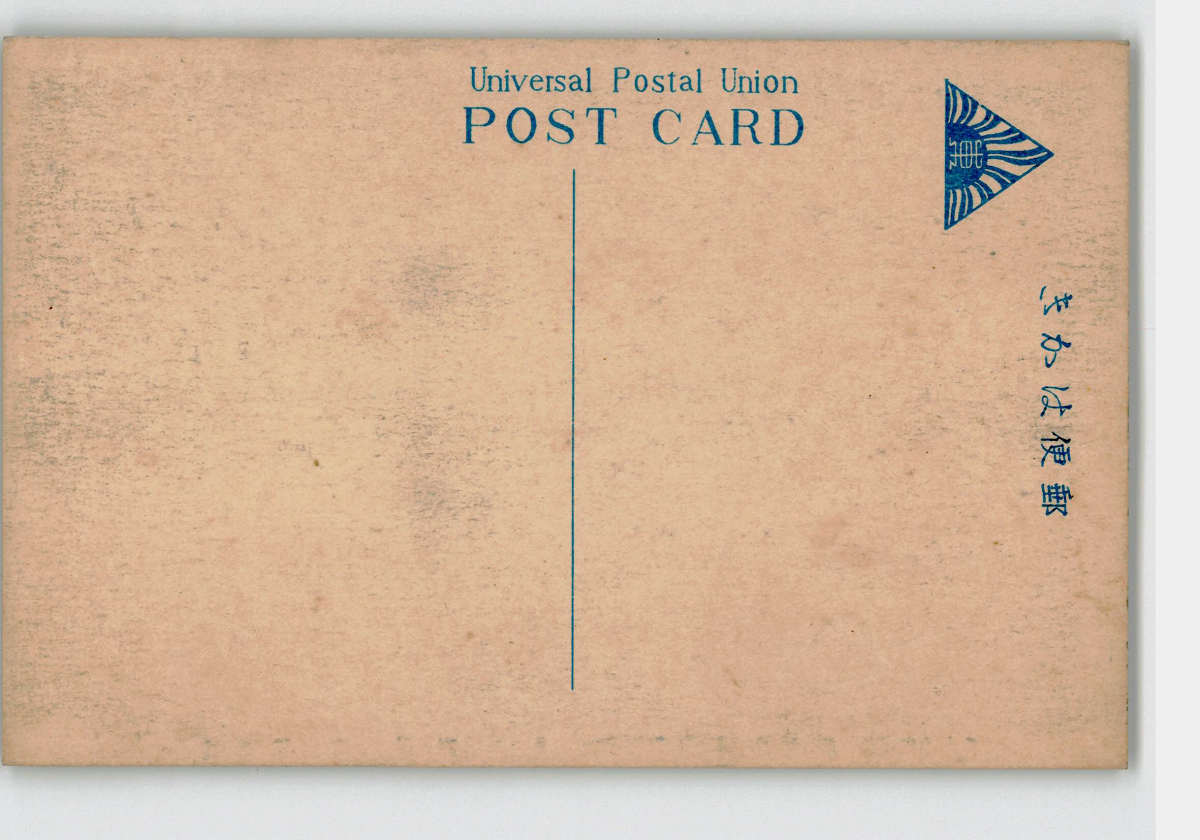 Universal Postal Union
POST CARD
郵便はかき